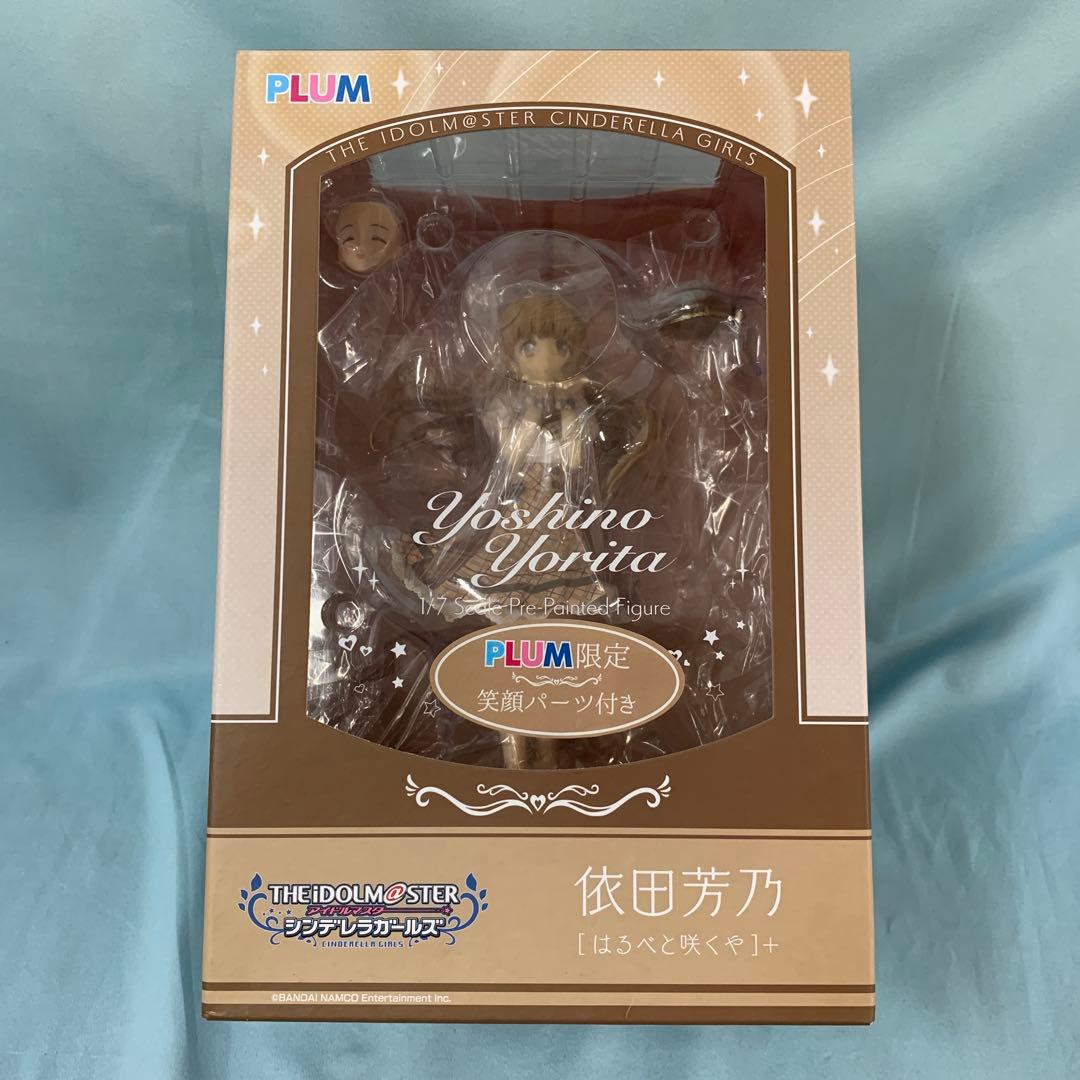 PLUM
THE IDOLM@STER CINDERELLA GIRLS
Yoshino
Yorita
1/7 Scale Pre-Painted Figure
PLUM限定
笑顔パーツ付き
THE iDOLM@STER
アイドルマスター
シンデレラガールズ
CINDERELLA GIRLS
依田芳乃
[はるべと咲くや]+
©BANDAI NAMCO Entertainment Inc.